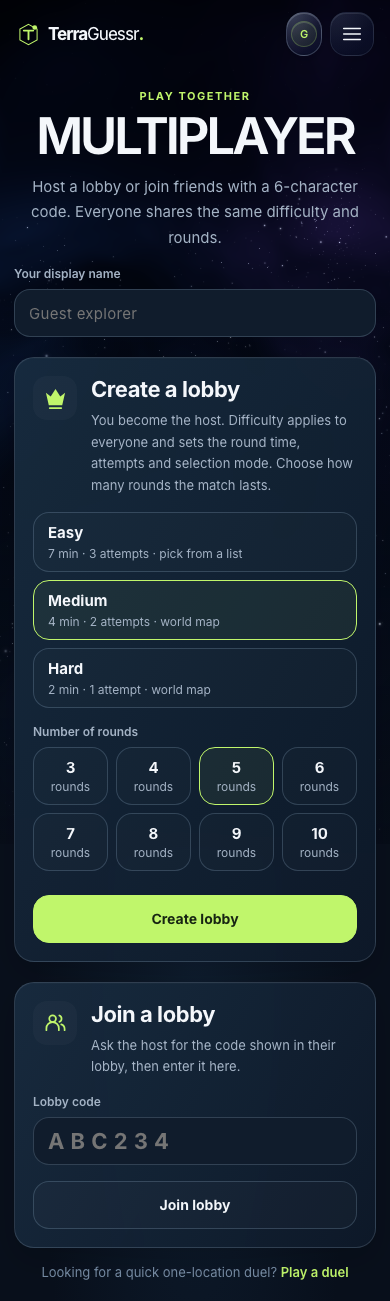 TerraGuessr.
G
PLAY TOGETHER
MULTIPLAYER
Host a lobby or join friends with a 6-character
code. Everyone shares the same difficulty and
rounds.
Your display name
Guest explorer
Create a lobby
You become the host. Difficulty applies to
everyone and sets the round time,
attempts and selection mode. Choose how
many rounds the match lasts.
Easy
7 min · 3 attempts · pick from a list
Medium
4 min · 2 attempts · world map
Hard
2 min · 1 attempt · world map
Number of rounds
3 4 5 6
rounds rounds rounds rounds
7 8 9 10
rounds rounds rounds rounds
Create lobby
Join a lobby
Ask the host for the code shown in their
lobby, then enter it here.
Lobby code
ABC234
Join lobby
Looking for a quick one-location duel? Play a duel